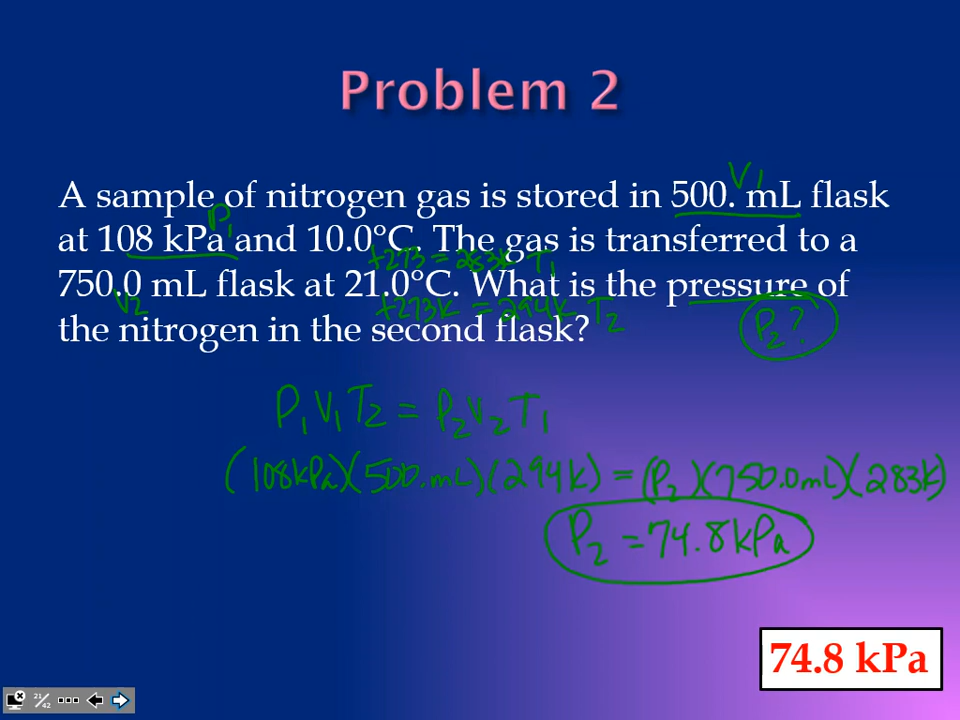 Problem 2
V1
A sample of nitrogen gas is stored in 500. mL flask
P1
at 108 kPa and 10.0°C. The gas is transferred to a
+273 = 283K T1
750.0 mL flask at 21.0°C. What is the pressure of
V2
+273K = 294K T2
P2?
the nitrogen in the second flask?
P1V1T2 = P2V2T1
(108kPa)(500.mL)(294K) = (P2)(750.0mL)(283K)
P2 = 74.8kPa
74.8 kPa
21/42